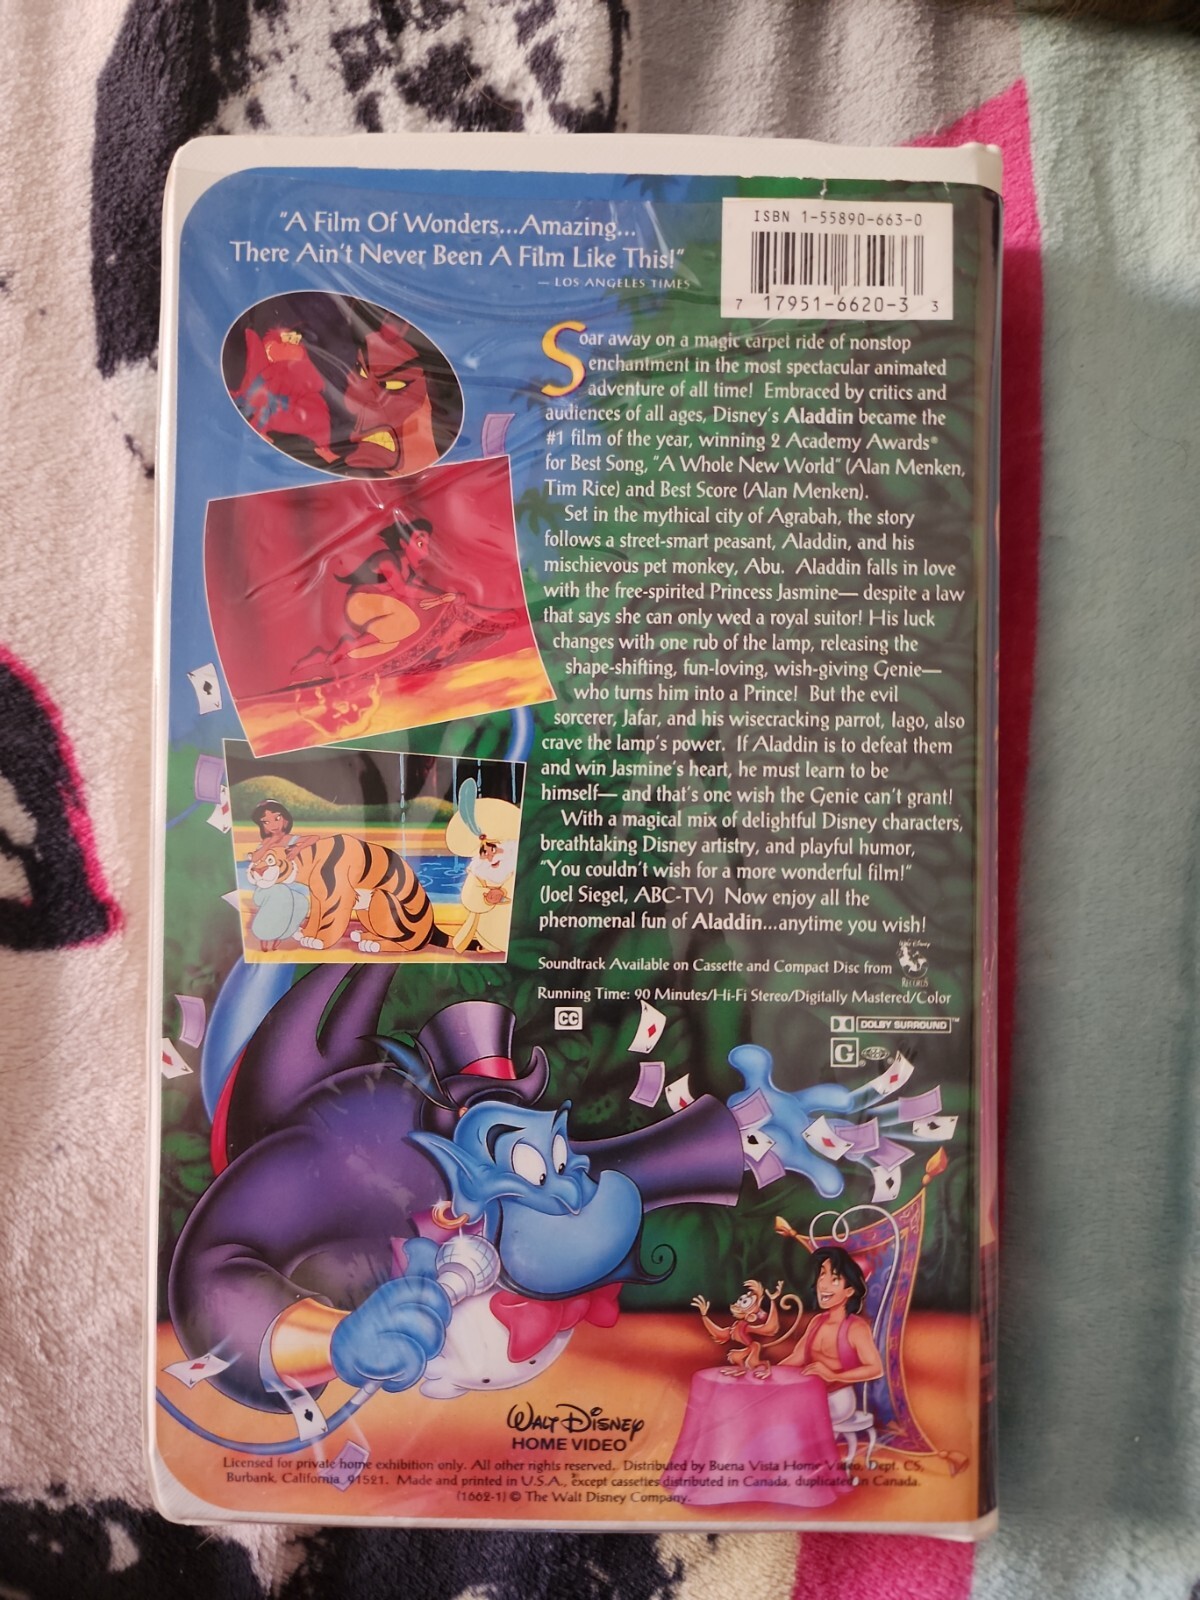 "A Film Of Wonders...Amazing...
There Ain't Never Been A Film Like This!"
— LOS ANGELES TIMES
ISBN 1-55890-663-0
7 17951-6620-3 3
Soar away on a magic carpet ride of nonstop
enchantment in the most spectacular animated
adventure of all time! Embraced by critics and
audiences of all ages, Disney's Aladdin became the
#1 film of the year, winning 2 Academy Awards®
for Best Song, "A Whole New World" (Alan Menken,
Tim Rice) and Best Score (Alan Menken).
Set in the mythical city of Agrabah, the story
follows a street-smart peasant, Aladdin, and his
mischievous pet monkey, Abu. Aladdin falls in love
with the free-spirited Princess Jasmine— despite a law
that says she can only wed a royal suitor! His luck
changes with one rub of the lamp, releasing the
shape-shifting, fun-loving, wish-giving Genie—
who turns him into a Prince! But the evil
sorcerer, Jafar, and his wisecracking parrot, Iago, also
crave the lamp's power. If Aladdin is to defeat them
and win Jasmine's heart, he must learn to be
himself— and that's one wish the Genie can't grant!
With a magical mix of delightful Disney characters,
breathtaking Disney artistry, and playful humor,
"You couldn't wish for a more wonderful film!"
(Joel Siegel, ABC-TV) Now enjoy all the
phenomenal fun of Aladdin...anytime you wish!
Soundtrack Available on Cassette and Compact Disc from
Walt Disney
RECORDS
Running Time: 90 Minutes/Hi-Fi Stereo/Digitally Mastered/Color
CC
DOLBY SURROUND™
G®
WALT DISNEY
HOME VIDEO
Licensed for private home exhibition only. All other rights reserved. Distributed by Buena Vista Home Video, Dept. CS,
Burbank, California 91521. Made and printed in U.S.A., except cassettes distributed in Canada, duplicated in Canada.
(1662-1) © The Walt Disney Company.